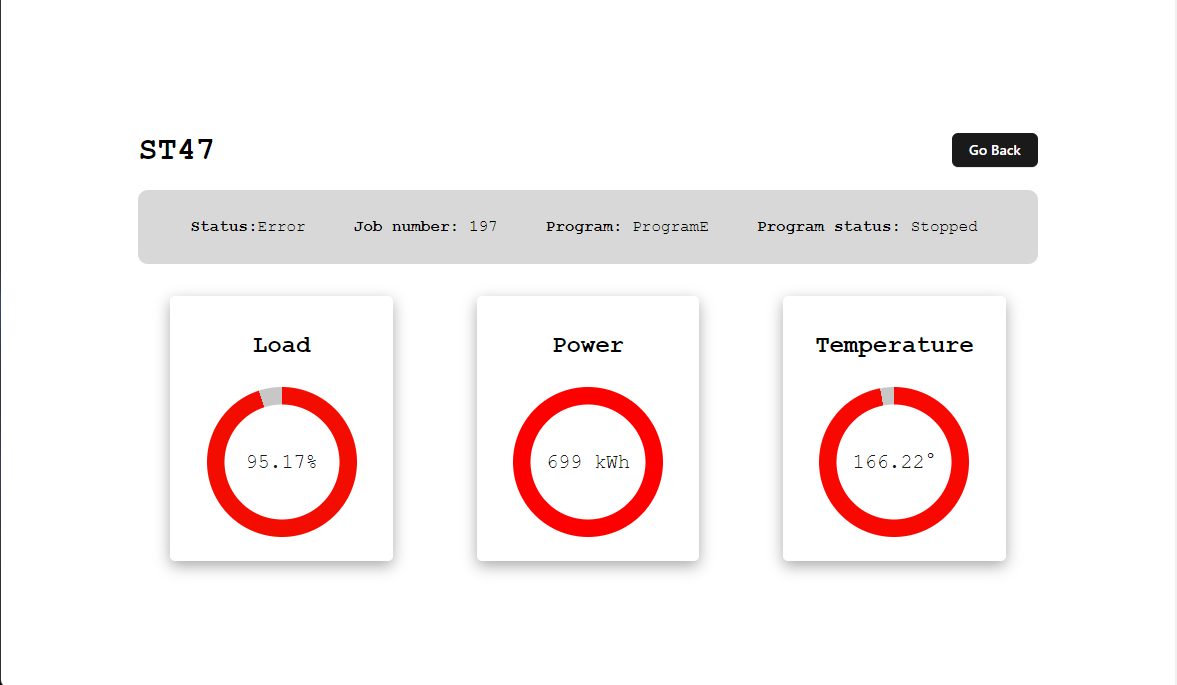 ST47
Go Back
Status:Error Job number: 197 Program: ProgramE Program status: Stopped
Load
Power
Temperature
95.17%
699 kWh
166.22°